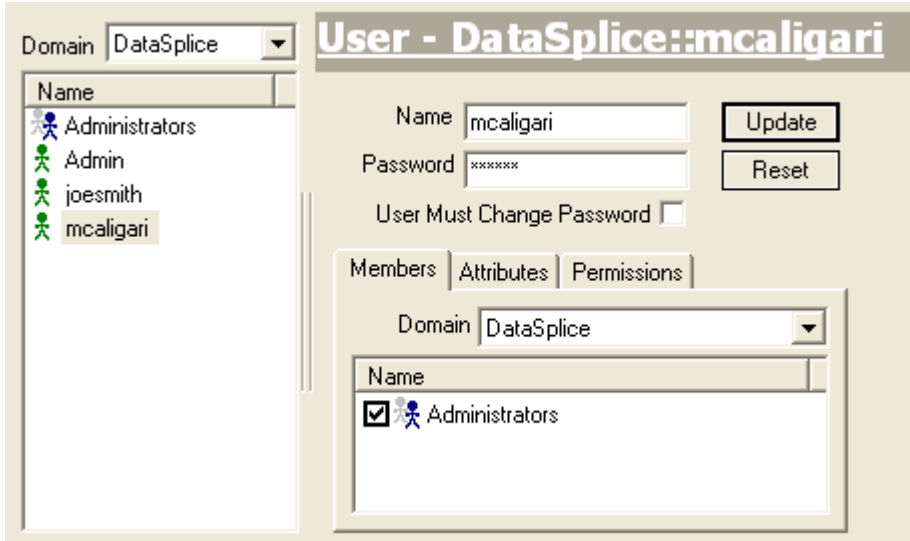 Domain DataSplice
Name
Administrators
Admin
joesmith
mcaligari
User - DataSplice::mcaligari
Name mcaligari
Update
Password ××××××
Reset
User Must Change Password
Members Attributes Permissions
Domain DataSplice
Name
Administrators